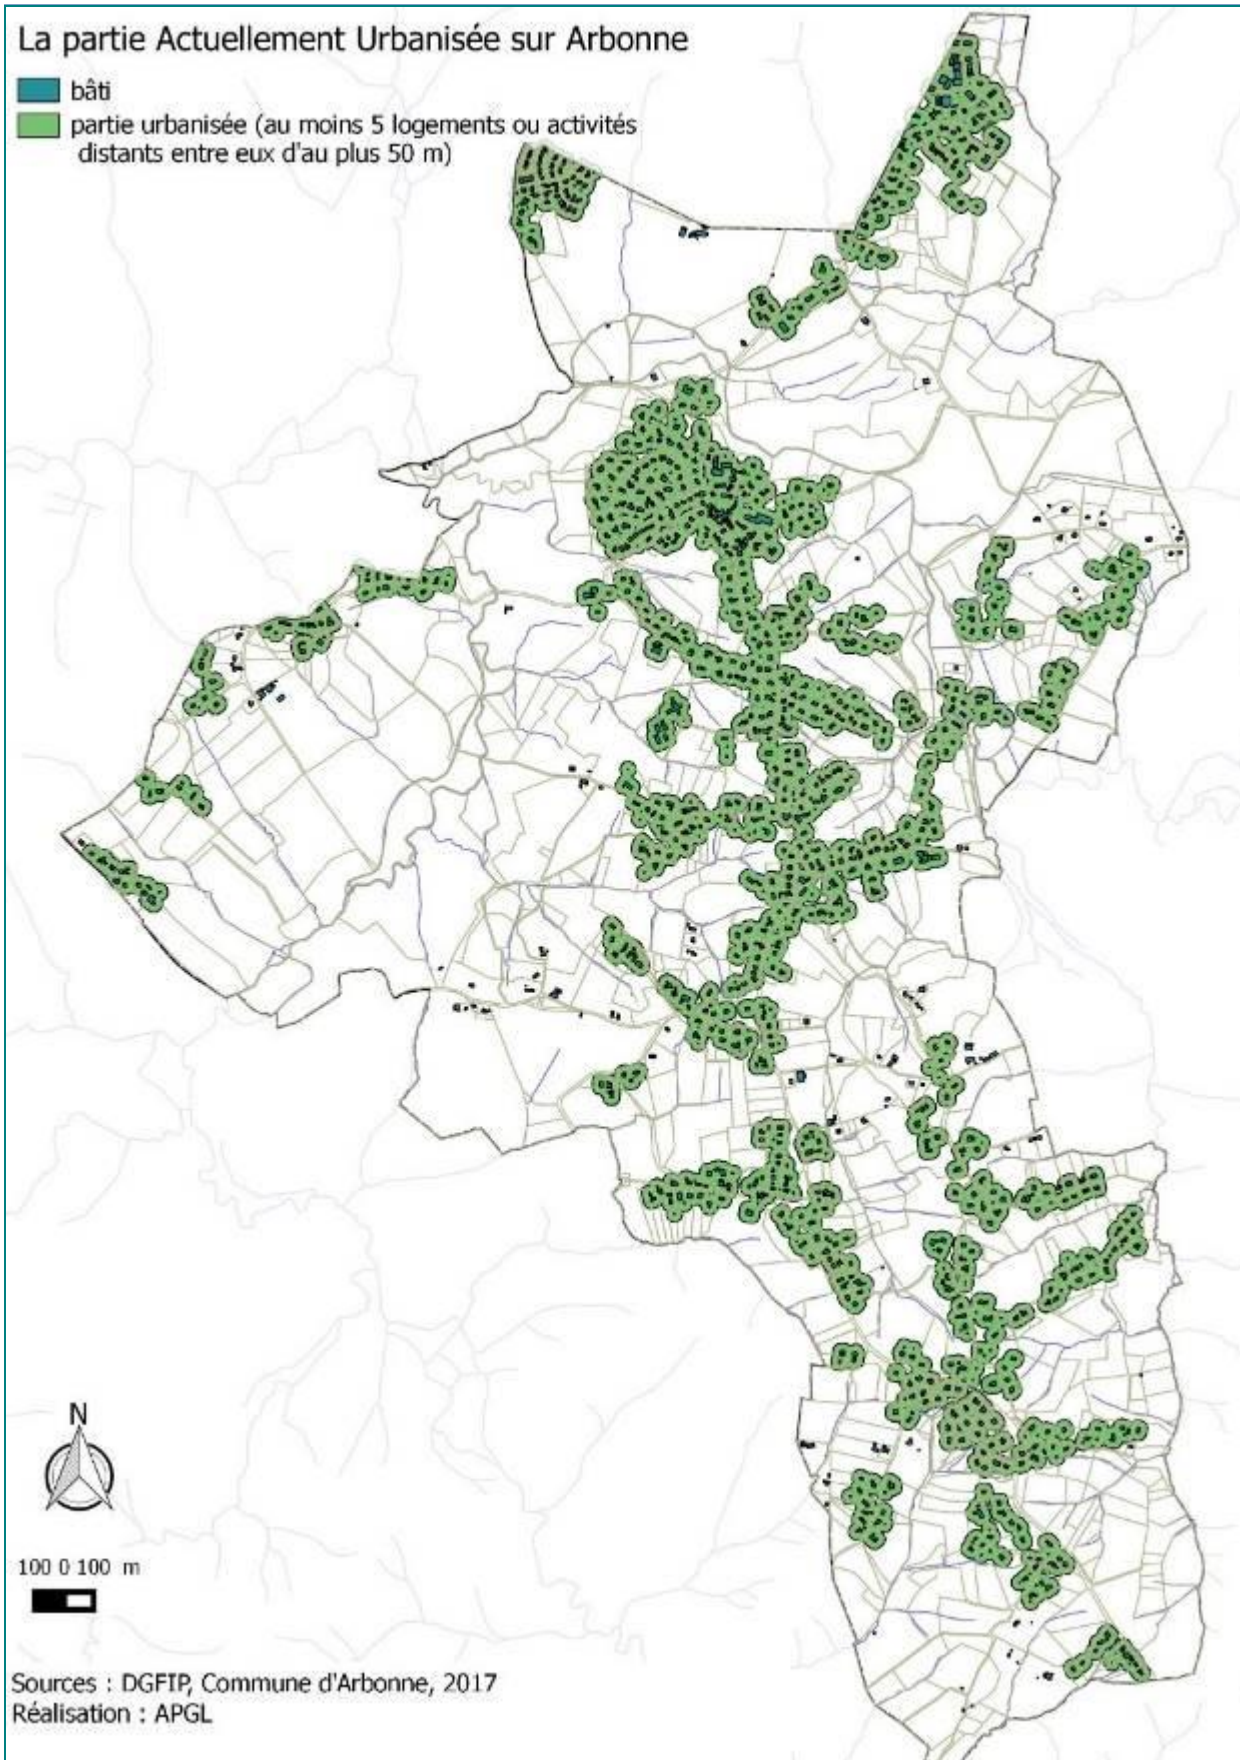 La partie Actuellement Urbanisée sur Arbonne
bâti
partie urbanisée (au moins 5 logements ou activités
distants entre eux d'au plus 50 m)
N
100 0 100 m
Sources : DGFIP, Commune d'Arbonne, 2017
Réalisation : APGL